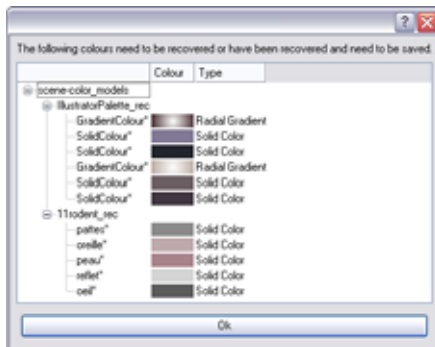 The following colours need to be recovered or have been recovered and need to be saved.
Colour Type
scene-color_models
IllustratorPalette_rec
GradientColour* Radial Gradient
SolidColour* Solid Color
SolidColour* Solid Color
GradientColour* Radial Gradient
SolidColour* Solid Color
SolidColour* Solid Color
11rodent_rec
pattes* Solid Color
oreille* Solid Color
peau* Solid Color
reflet* Solid Color
oeil* Solid Color
Ok